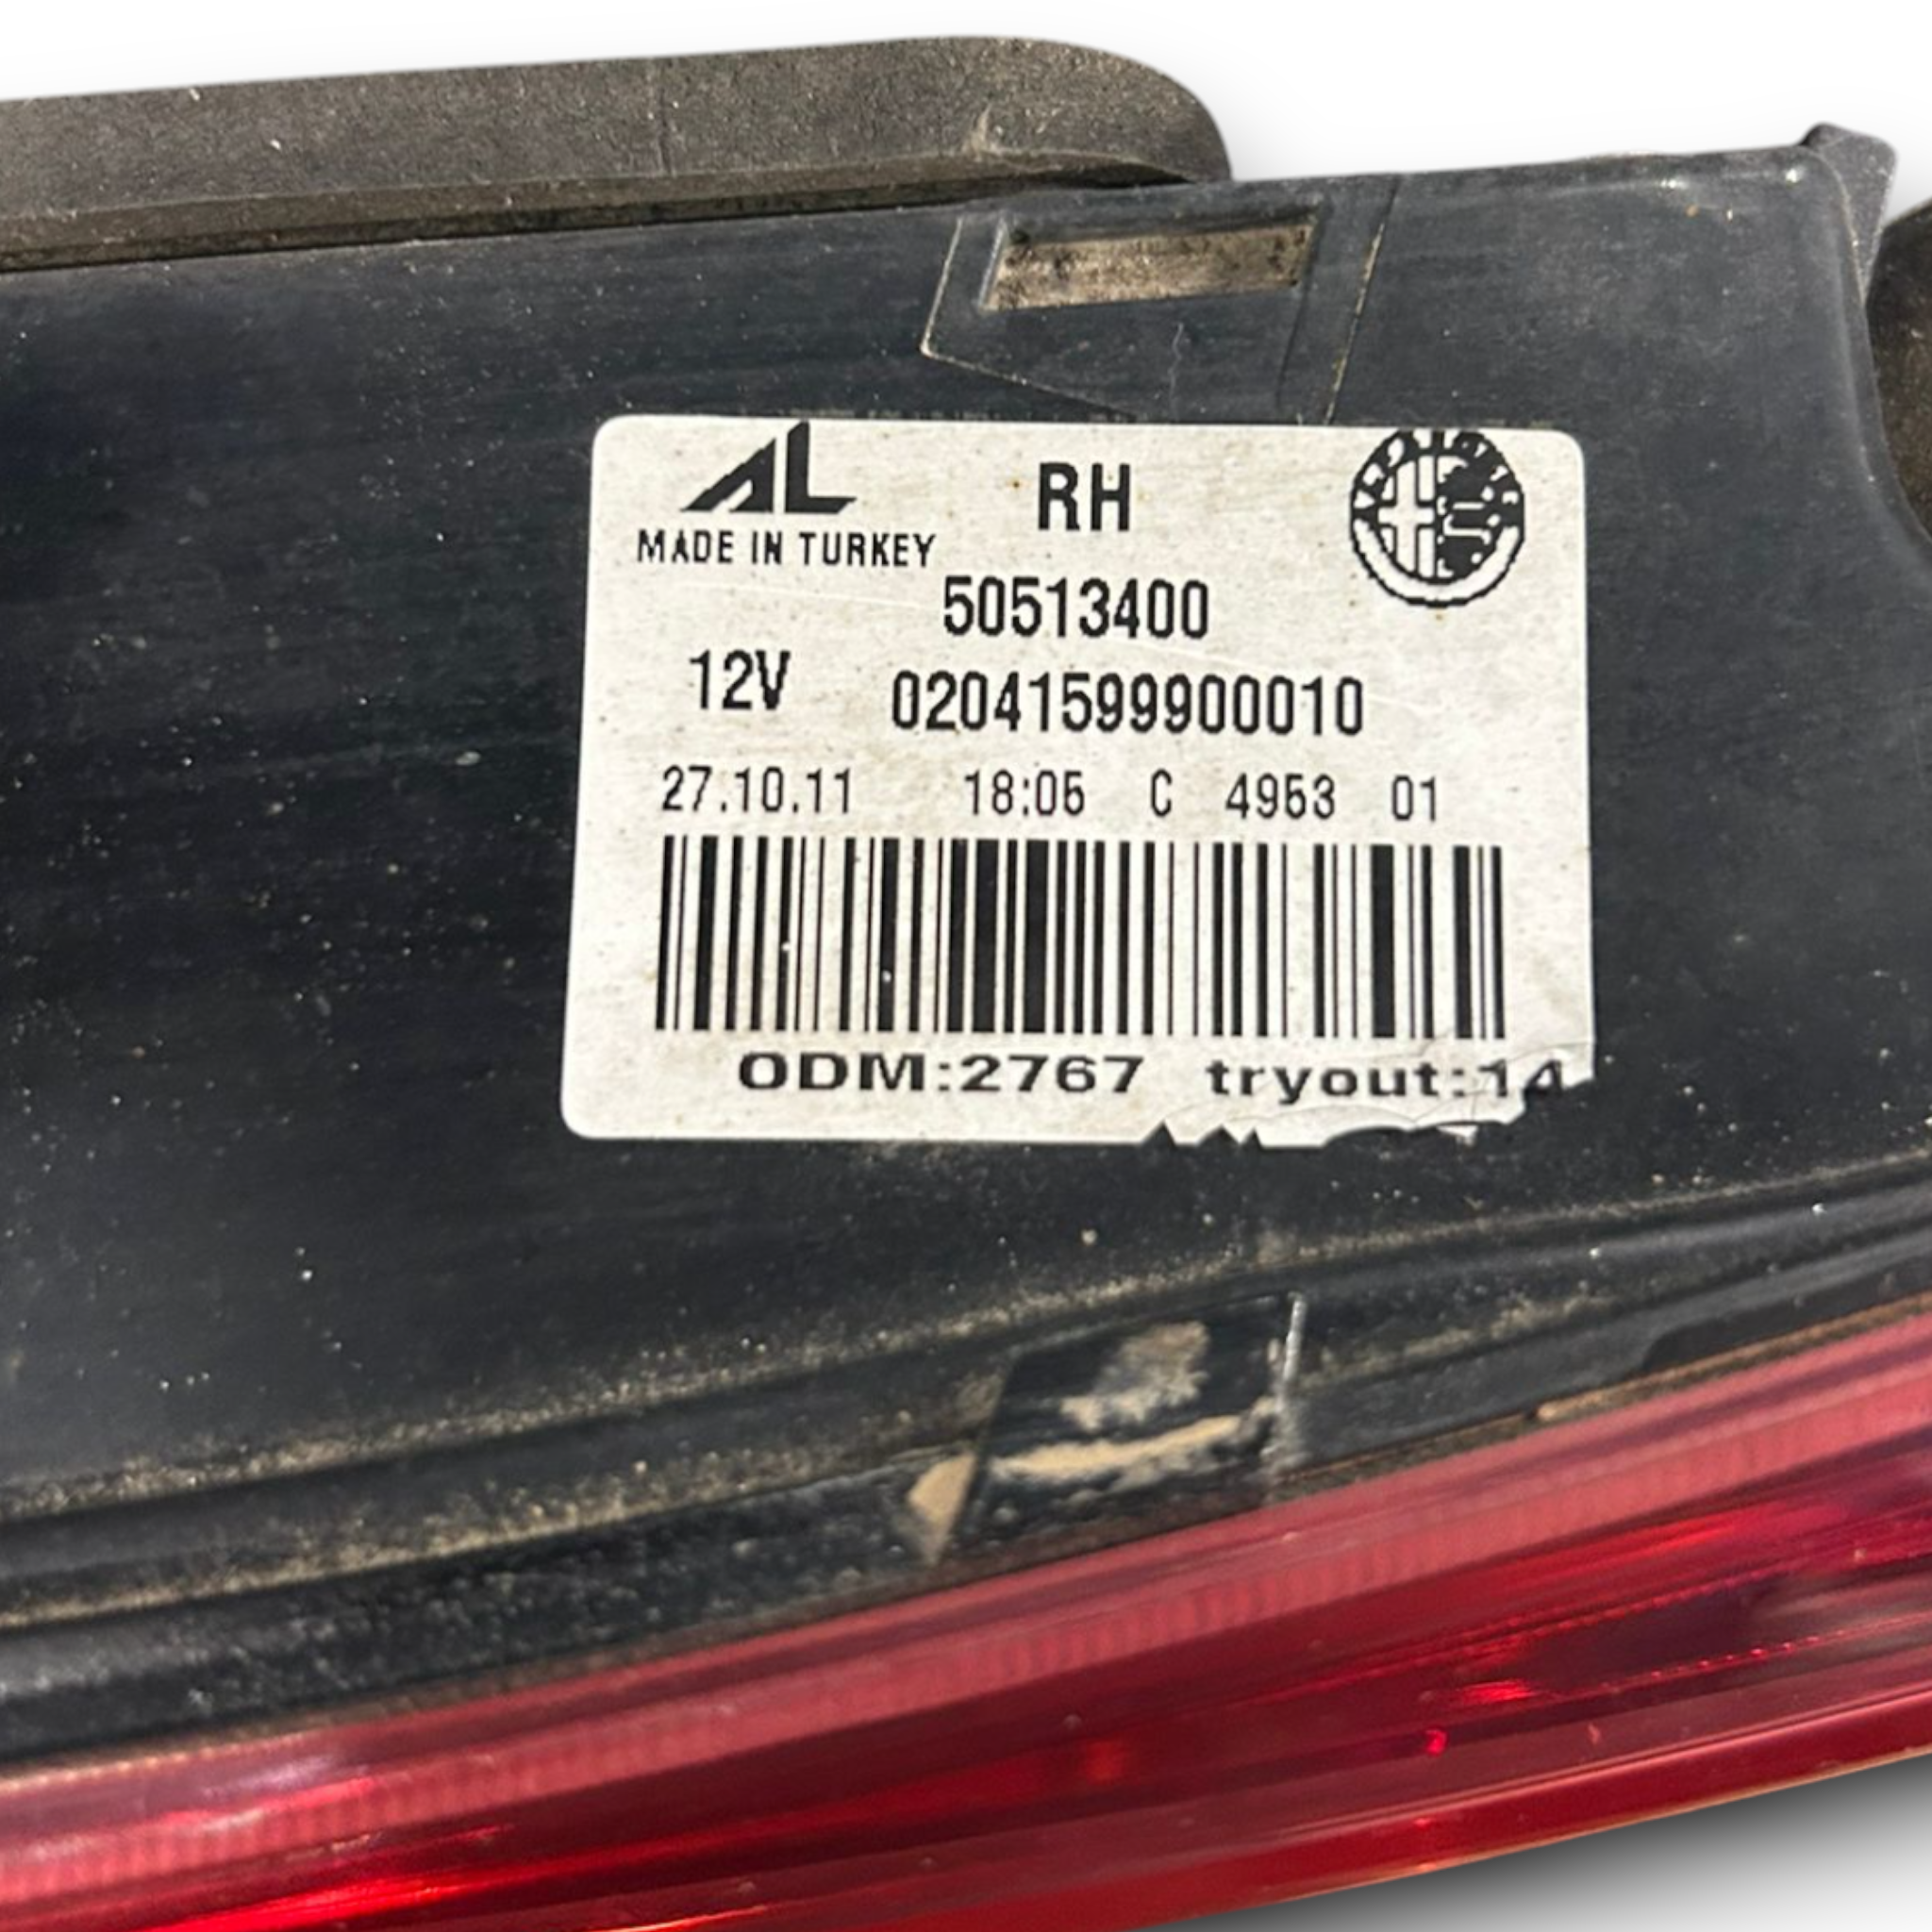 AL
RH
MADE IN TURKEY
50513400
12V 02041599900010
27.10.11 18:05 C 4953 01
ODM:2767 tryout:14